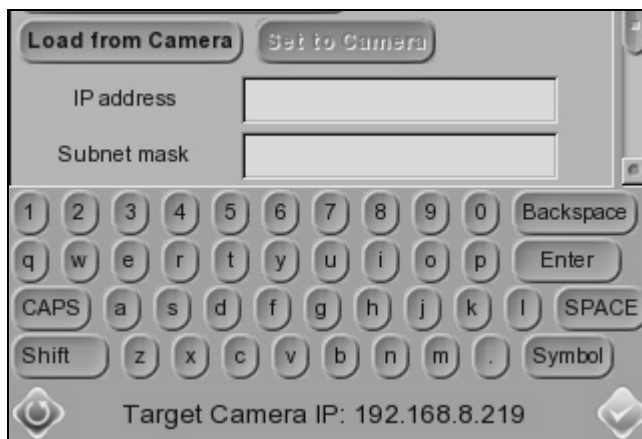 Load from Camera Set to Camera
IP address
Subnet mask
1 2 3 4 5 6 7 8 9 0 Backspace
q w e r t y u i o p Enter
CAPS a s d f g h j k l SPACE
Shift z x c v b n m . Symbol
Target Camera IP: 192.168.8.219